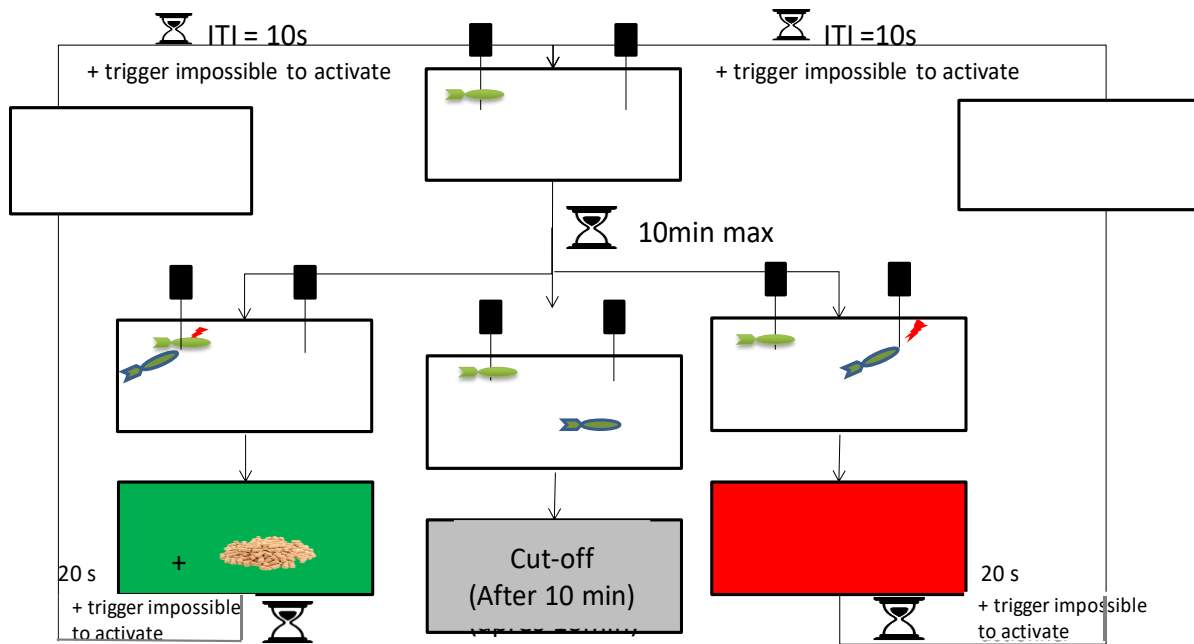 ITI = 10s
+ trigger impossible to activate
ITI =10s
+ trigger impossible to activate
10min max
+
20 s
+ trigger impossible
to activate
Cut-off
(After 10 min)
20 s
+ trigger impossible
to activate